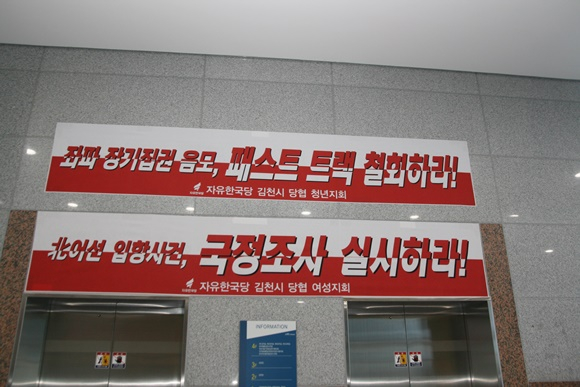 좌파 장기집권 음모, 패스트 트랙 철회하라!
자유한국당 김천시 당협 청년지회
北어선 입항사건, 국정조사 실시하라!
자유한국당 김천시 당협 여성지회
INFORMATION